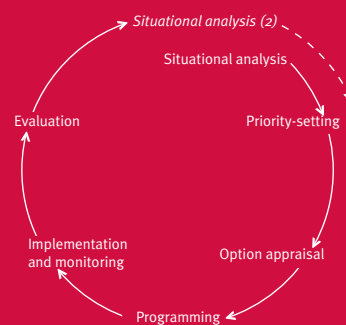 Situational analysis (2)
Situational analysis
Priority-setting
Option appraisal
Programming
Implementation
and monitoring
Evaluation